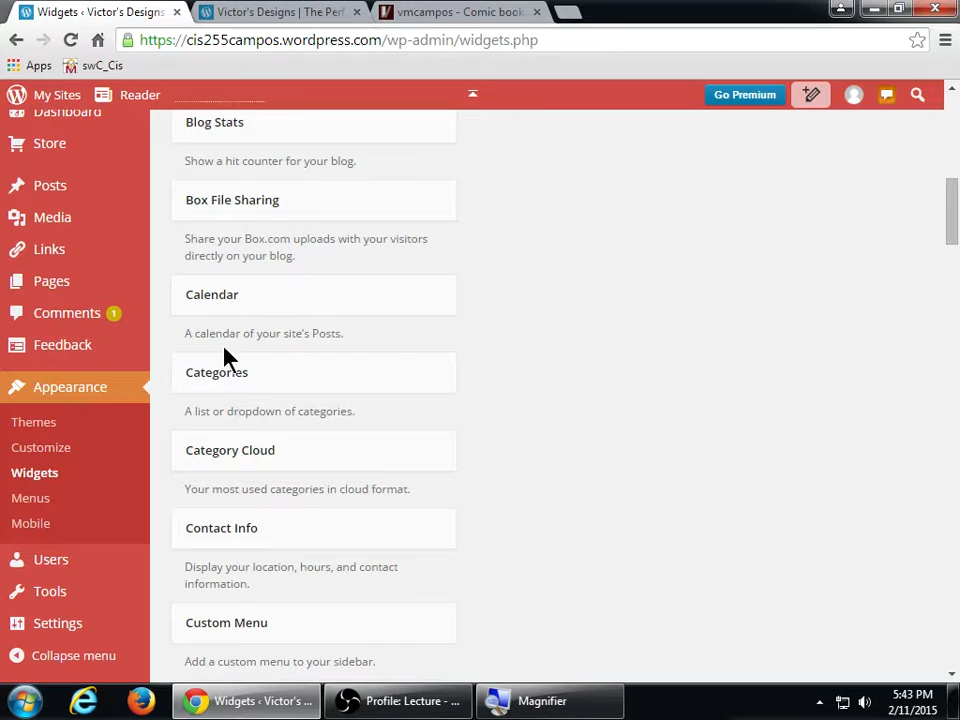 Widgets ‹ Victor's Designs
Victor's Designs | The Perf
vmcampos - Comic book
https://cis255campos.wordpress.com/wp-admin/widgets.php
Apps
swC_Cis
My Sites
Reader
Go Premium
Dashboard
Store
Posts
Media
Links
Pages
Comments 1
Feedback
Appearance
Themes
Customize
Widgets
Menus
Mobile
Users
Tools
Settings
Collapse menu
Blog Stats
Show a hit counter for your blog.
Box File Sharing
Share your Box.com uploads with your visitors
directly on your blog.
Calendar
A calendar of your site's Posts.
Categories
A list or dropdown of categories.
Category Cloud
Your most used categories in cloud format.
Contact Info
Display your location, hours, and contact
information.
Custom Menu
Add a custom menu to your sidebar.
Widgets ‹ Victor's ...
Profile: Lecture - ...
Magnifier
5:43 PM
2/11/2015